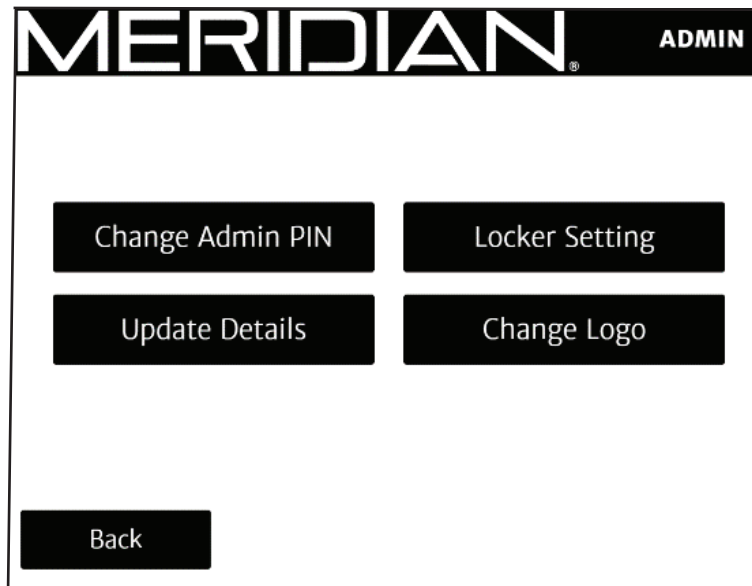 MERIDIAN® ADMIN
Change Admin PIN Locker Setting
Update Details Change Logo
Back